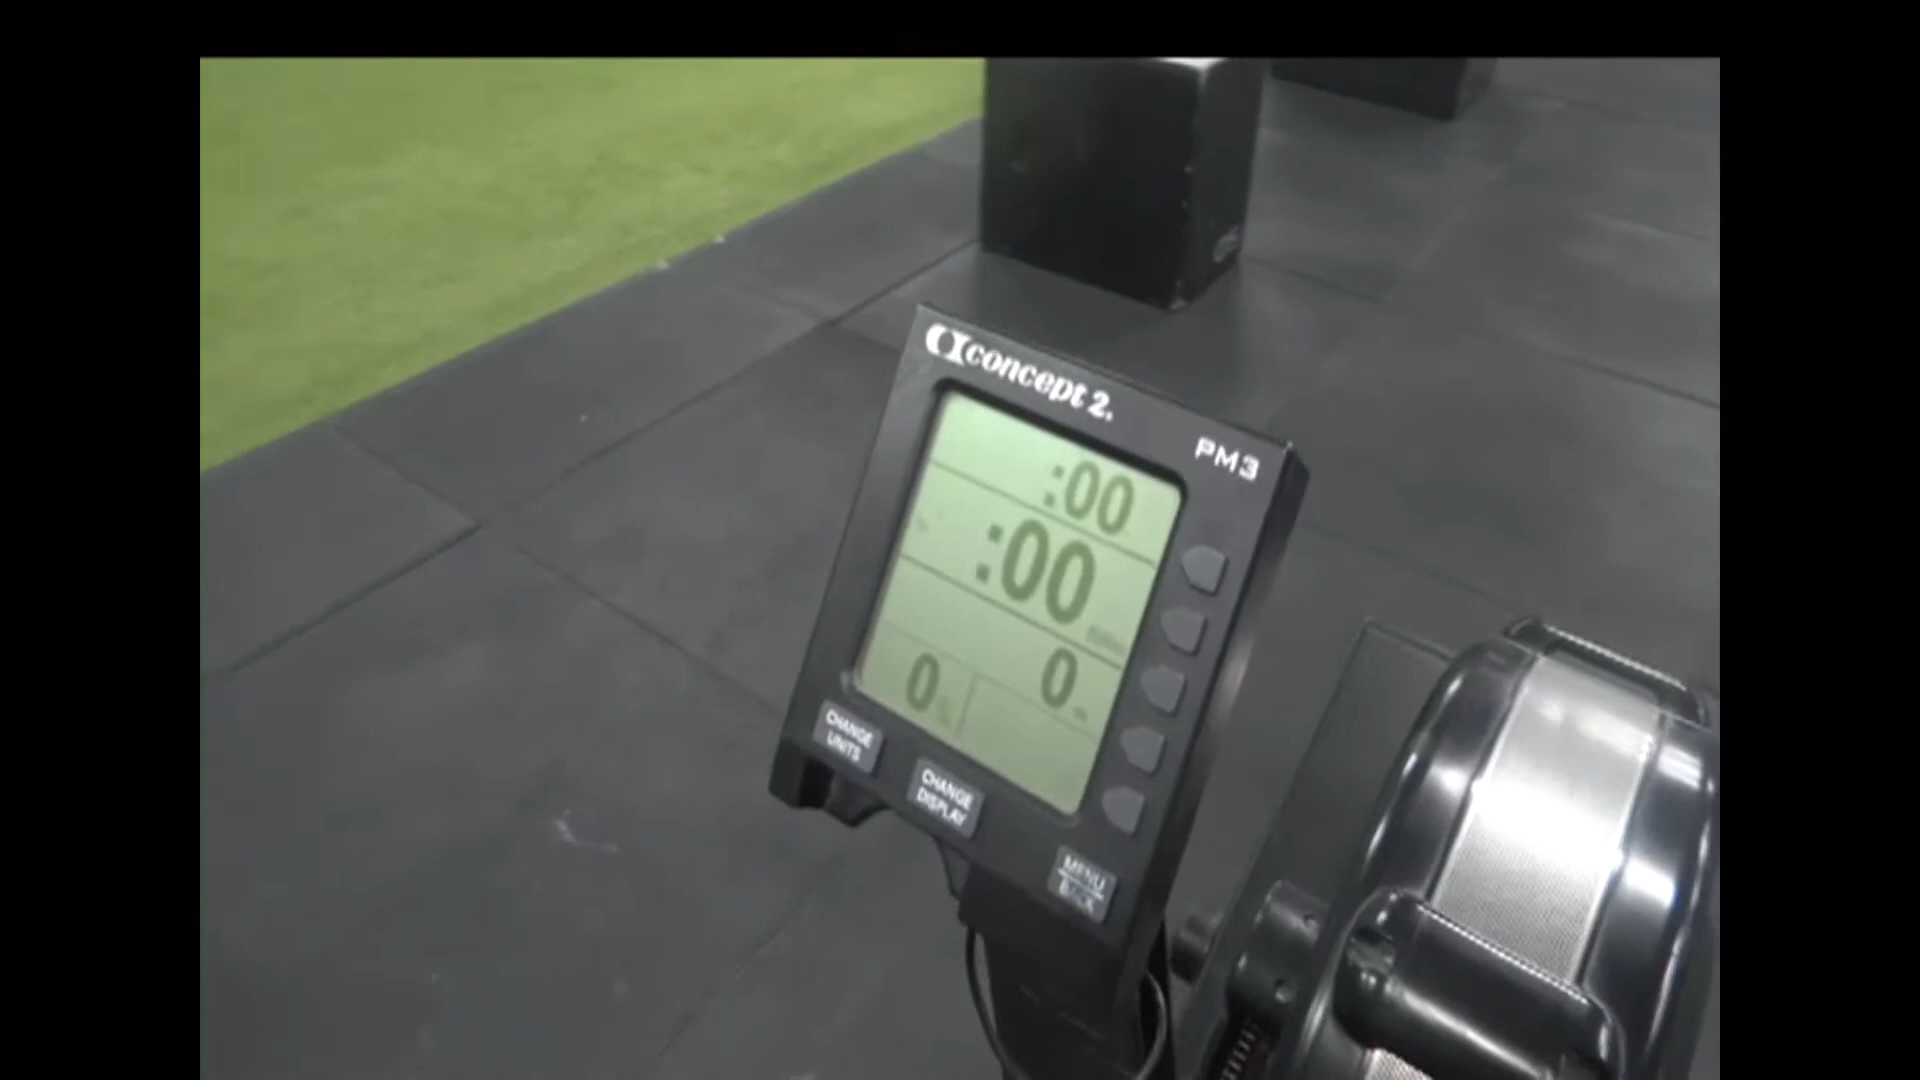 concept 2.
PM3
:00
:00
0
0
CHANGE
UNITS
CHANGE
DISPLAY
MENU
BACK